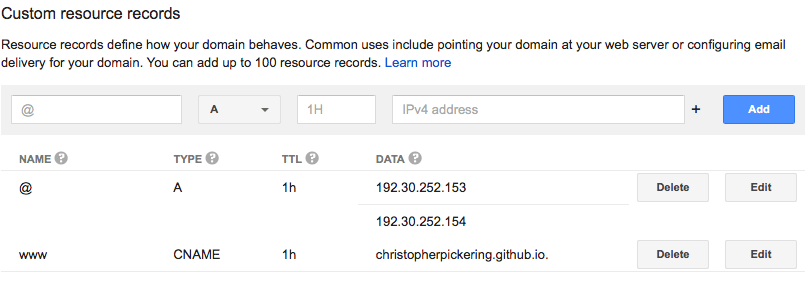 Custom resource records
Resource records define how your domain behaves. Common uses include pointing your domain at your web server or configuring email
delivery for your domain. You can add up to 100 resource records. Learn more
@ A 1H IPv4 address + Add
NAME ? TYPE ? TTL ? DATA ?
@ A 1h 192.30.252.153 Delete Edit
192.30.252.154
www CNAME 1h christopherpickering.github.io. Delete Edit